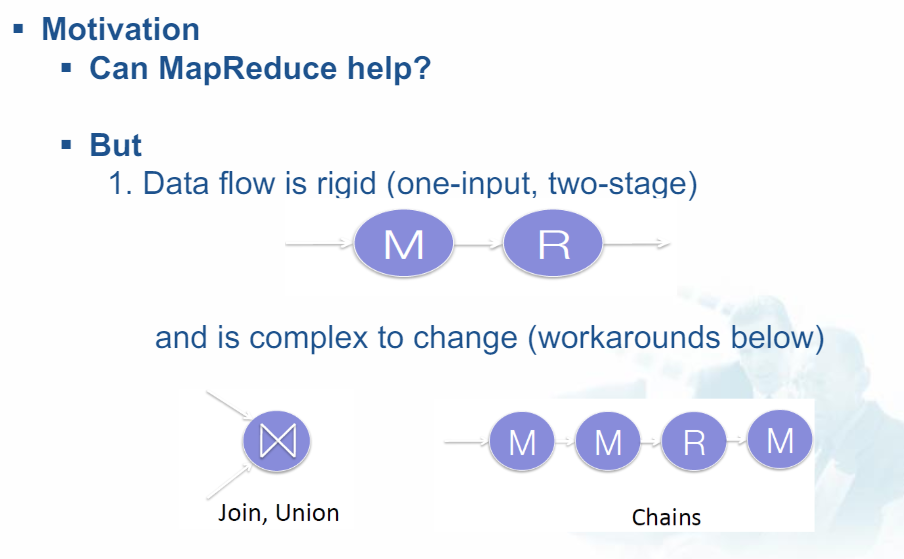 Motivation
Can MapReduce help?
But
1. Data flow is rigid (one-input, two-stage)
M R
and is complex to change (workarounds below)
⋈ M M R M
Join, Union
Chains